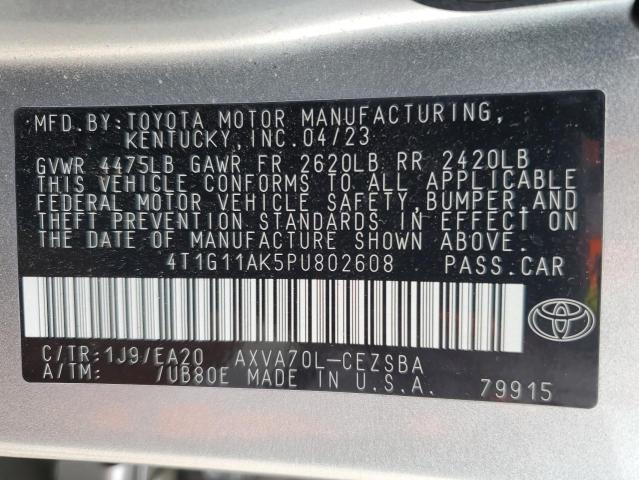 MFD.BY: TOYOTA MOTOR MANUFACTURING,
KENTUCKY, INC. 04/23
GVWR 4475LB GAWR FR 2620LB RR 2420LB
THIS VEHICLE CONFORMS TO ALL APPLICABLE
FEDERAL MOTOR VEHICLE SAFETY, BUMPER, AND
THEFT PREVENTION STANDARDS IN EFFECT ON
THE DATE OF MANUFACTURE SHOWN ABOVE.
4T1G11AK5PU802608 PASS.CAR
C/TR: 1J9/EA20 AXVA70L-CEZSBA
A/TM: /UB80E MADE IN U.S.A. 79915